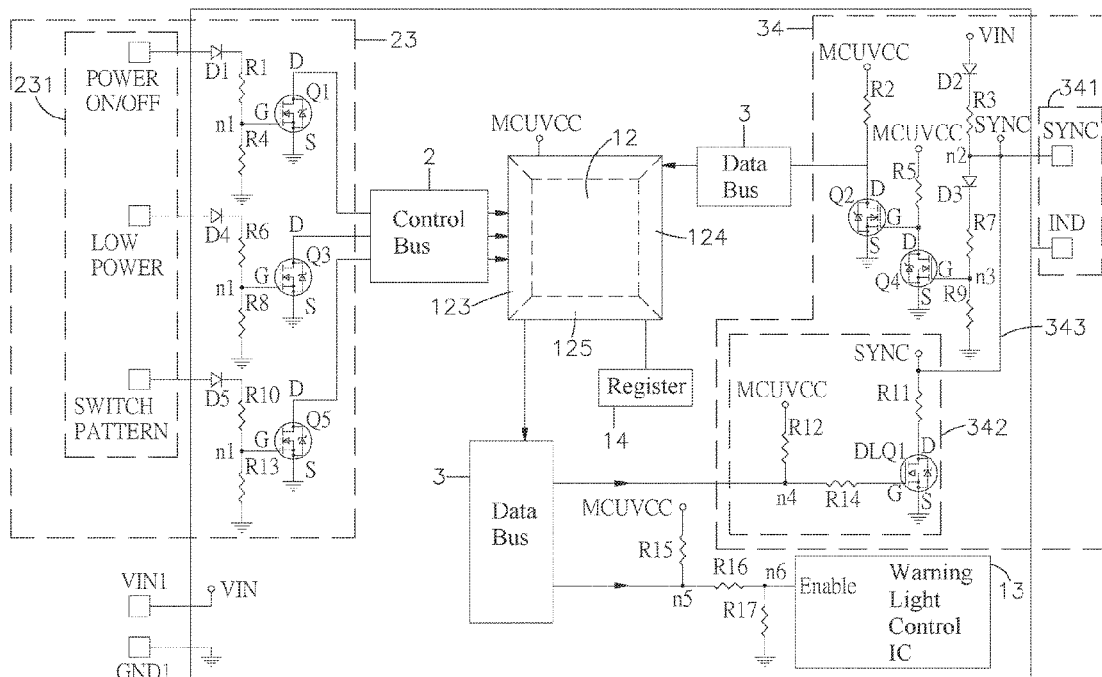 23
34
231
POWER
ON/OFF
D1
R1
D
Q1
G
n1
S
R4
LOW
POWER
D4
R6
D
Q3
G
n1
S
R8
SWITCH
PATTERN
D5
R10
D
Q5
G
n1
S
R13
VIN1
VIN
GND1
2
Control
Bus
MCUVCC
12
123
124
125
Register
14
3
Data
Bus
MCUVCC
R2
VIN
D2
R3
SYNC
341
SYNC
MCUVCC
n2
R5
D3
IND
Q2
D
G
S
R7
D
Q4
G
n3
S
R9
343
SYNC
R11
342
MCUVCC
R12
DLQ1
D
n4
R14
G
S
3
Data
Bus
MCUVCC
R15
n5
R16
n6
R17
Enable
Warning
Light
Control
IC
13